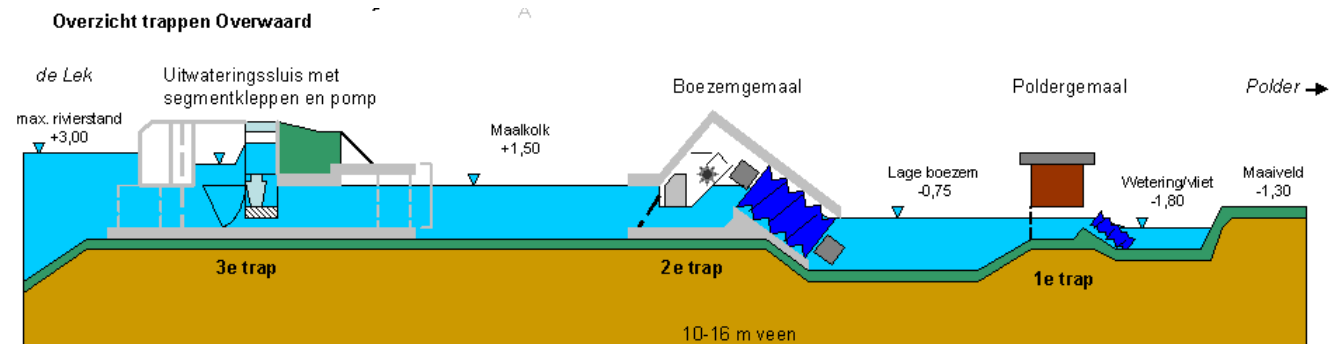 Overzicht trappen Overwaard
de Lek
Uitwateringssluis met
segmentkleppen en pomp
Boezemgemaal
Poldergemaal
Polder
max. rivierstand
+3,00
Maalkolk
+1,50
Lage boezem
-0,75
Wetering/vliet
-1,80
Maaiveld
-1,30
3e trap
2e trap
1e trap
10-16 m veen